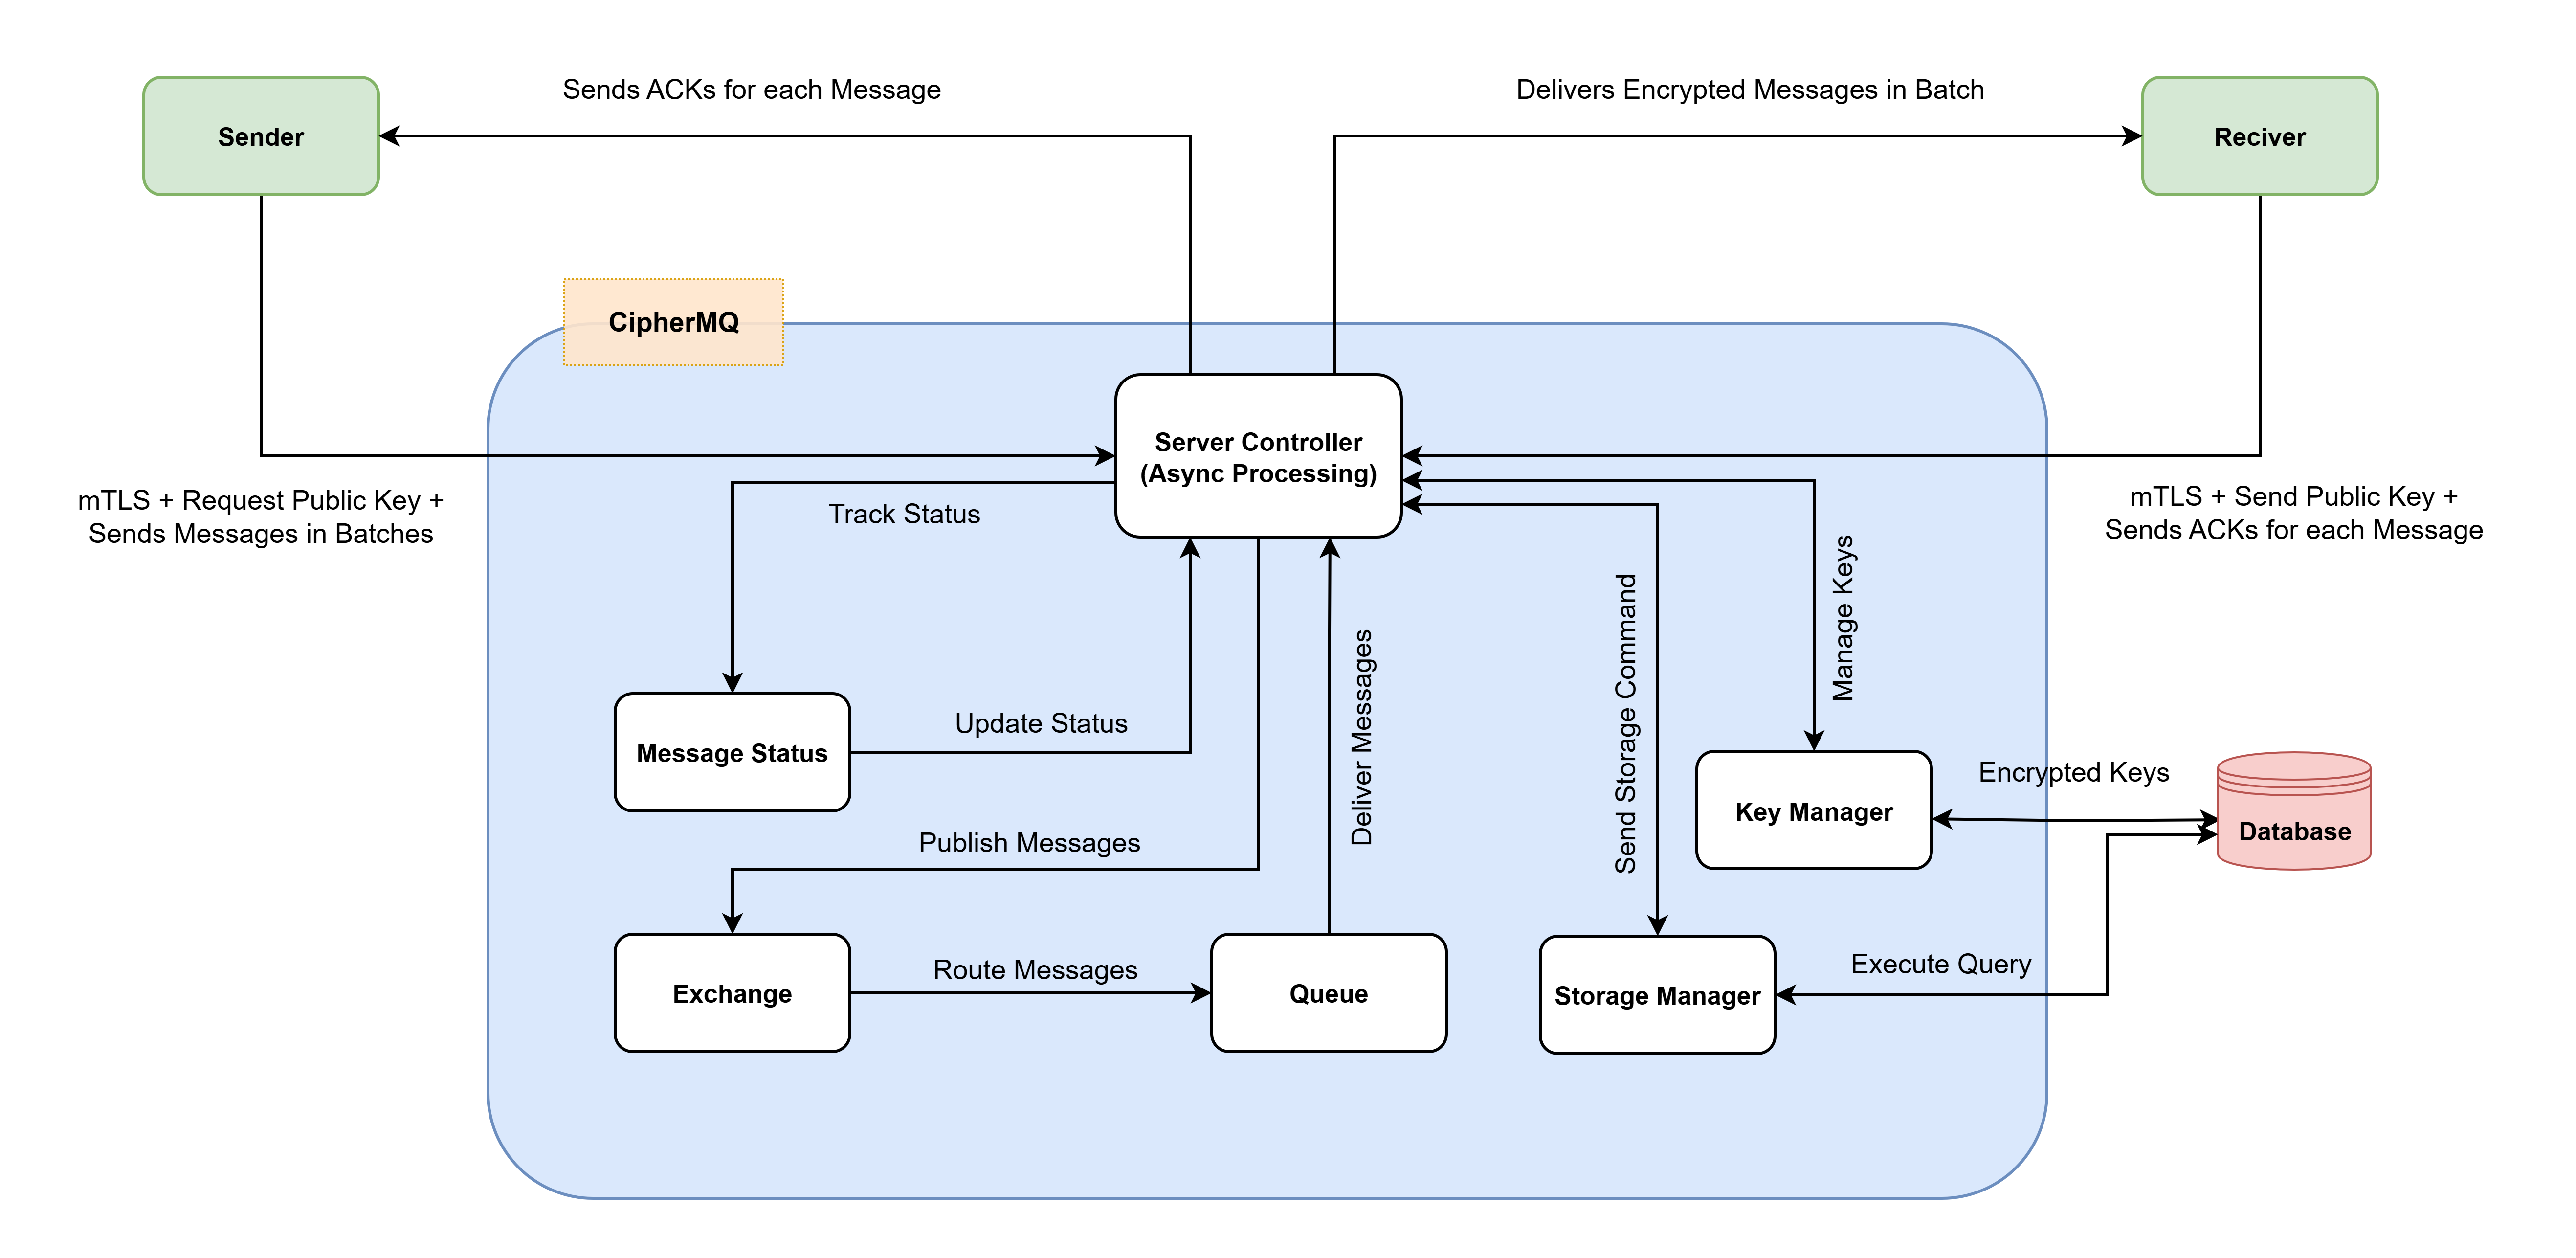 Sends ACKs for each Message
Delivers Encrypted Messages in Batch
Sender
Reciver
CipherMQ
Server Controller
(Async Processing)
mTLS + Request Public Key +
Sends Messages in Batches
mTLS + Send Public Key +
Sends ACKs for each Message
Track Status
Manage Keys
Send Storage Command
Deliver Messages
Update Status
Message Status
Encrypted Keys
Key Manager
Database
Publish Messages
Execute Query
Route Messages
Exchange
Queue
Storage Manager